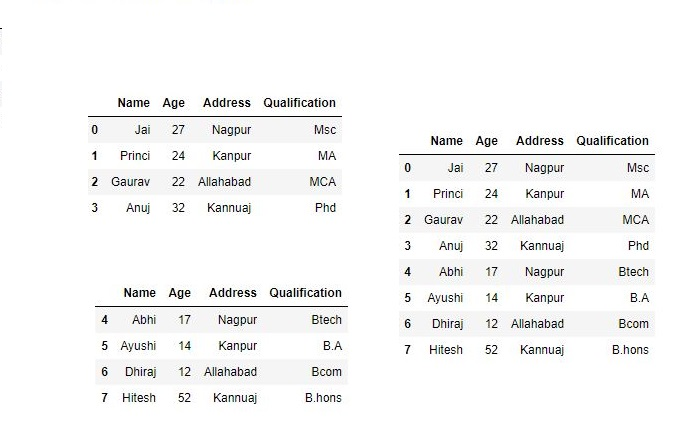 Name Age Address Qualification
0 Jai 27 Nagpur Msc
1 Princi 24 Kanpur MA
2 Gaurav 22 Allahabad MCA
3 Anuj 32 Kannuaj Phd
Name Age Address Qualification
4 Abhi 17 Nagpur Btech
5 Ayushi 14 Kanpur B.A
6 Dhiraj 12 Allahabad Bcom
7 Hitesh 52 Kannuaj B.hons
Name Age Address Qualification
0 Jai 27 Nagpur Msc
1 Princi 24 Kanpur MA
2 Gaurav 22 Allahabad MCA
3 Anuj 32 Kannuaj Phd
4 Abhi 17 Nagpur Btech
5 Ayushi 14 Kanpur B.A
6 Dhiraj 12 Allahabad Bcom
7 Hitesh 52 Kannuaj B.hons